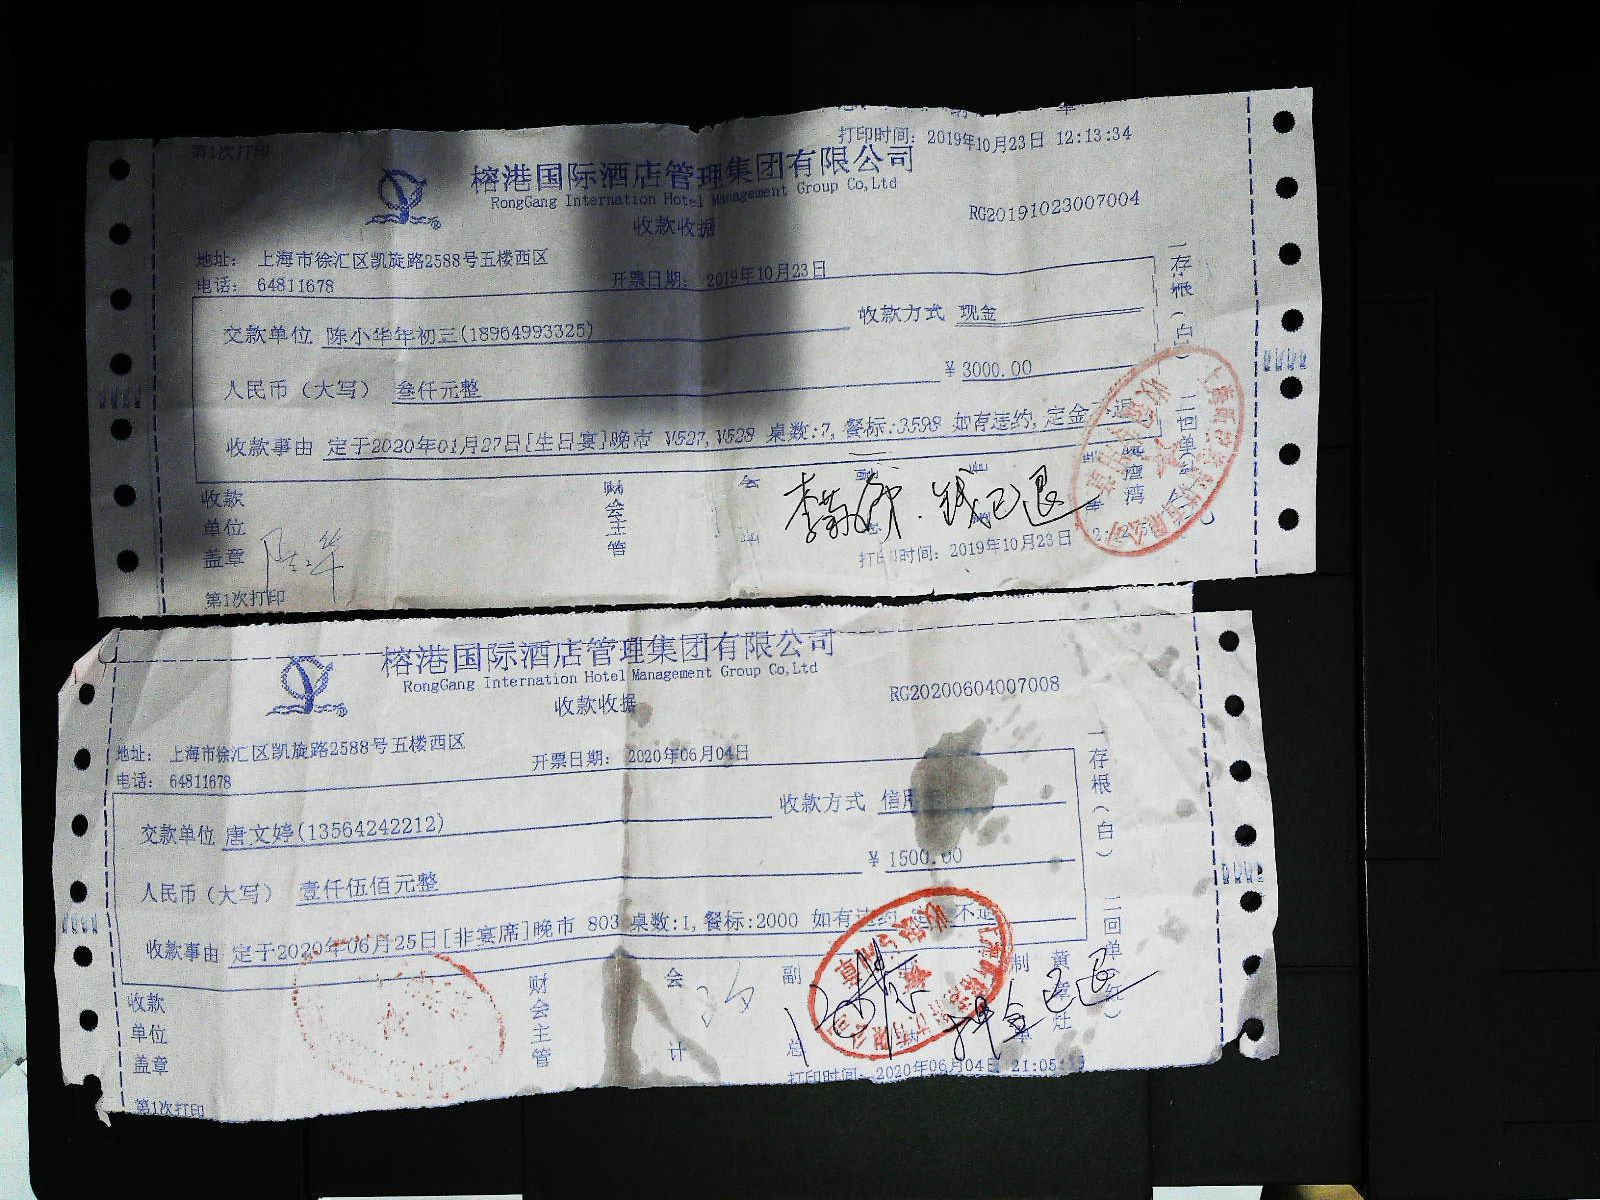 第1次打印
打印时间：2019年10月23日 12:13:34
榕港国际酒店管理集团有限公司
RongGang Internation Hotel Management Group Co,Ltd
收款收据
RG20191023007004
地址： 上海市徐汇区凯旋路2588号五楼西区
电话： 64811678
开票日期： 2019年10月23日
交款单位 陈小华年初三(18964993325)
收款方式 现金
人民币（大写） 叁仟元整
￥3000.00
收款事由 定于2020年01月27日[生日宴]晚市 V527,V528 桌数:7,餐标:3598 如有违约,定金
一存根（白） 二回单
收款单位盖章
财会主管
会
钱已退
第1次打印
打印时间：2019年10月23日
榕港国际酒店管理集团有限公司
RongGang Internation Hotel Management Group Co,Ltd
收款收据
RG20200604007008
地址： 上海市徐汇区凯旋路2588号五楼西区
电话： 64811678
开票日期： 2020年06月04日
交款单位 唐文婷(13564242212)
收款方式 信用
人民币（大写） 壹仟伍佰元整
￥1500.00
收款事由 定于2020年06月25日[非宴席]晚市 803 桌数:1,餐标:2000 如有违约 不退
一存根（白） 二回单（红）
收款单位盖章
财会主管
会计
副总
制单
押金已退
打印时间：2020年06月04日 21:05
第1次打印